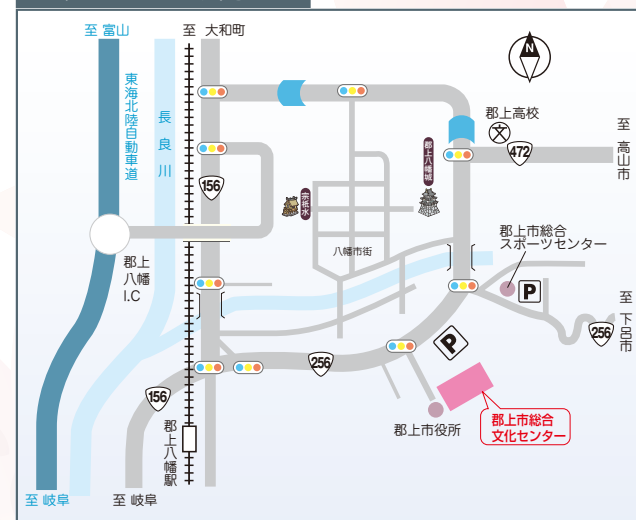 至 富山
至 大和町
N
東海北陸自動車道
長良川
郡上高校
文
至 高山市
472
156
郡上八幡城
宗祇水
郡上市総合
スポーツセンター
八幡市街
郡上
八幡
I.C
P
至 下呂市
256
P
256
156
郡上市総合
文化センター
郡上市役所
郡上八幡駅
至 岐阜
至 岐阜